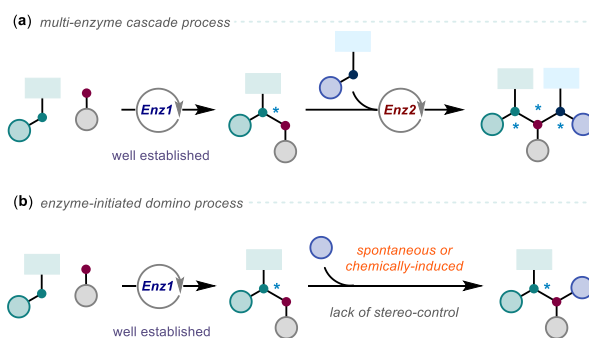 (a) multi-enzyme cascade process
*
Enz1
Enz2
* * *
well established
(b) enzyme-initiated domino process
spontaneous or
chemically-induced
Enz1
*
*
lack of stereo-control
well established